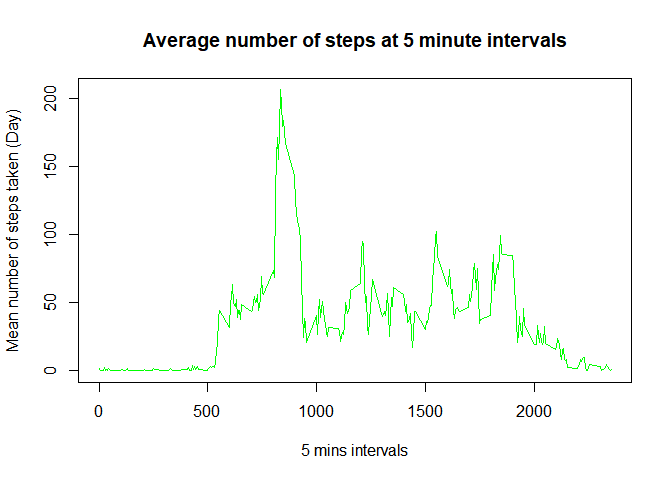 Average number of steps at 5 minute intervals
Mean number of steps taken (Day)
200
150
100
50
0
0 500 1000 1500 2000
5 mins intervals